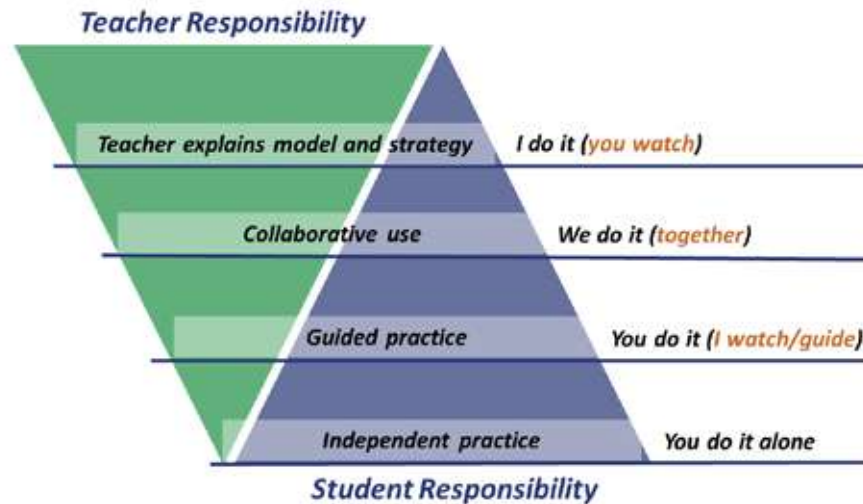 Teacher Responsibility
Teacher explains model and strategy I do it (you watch)
Collaborative use We do it (together)
Guided practice You do it (I watch/guide)
Independent practice You do it alone
Student Responsibility